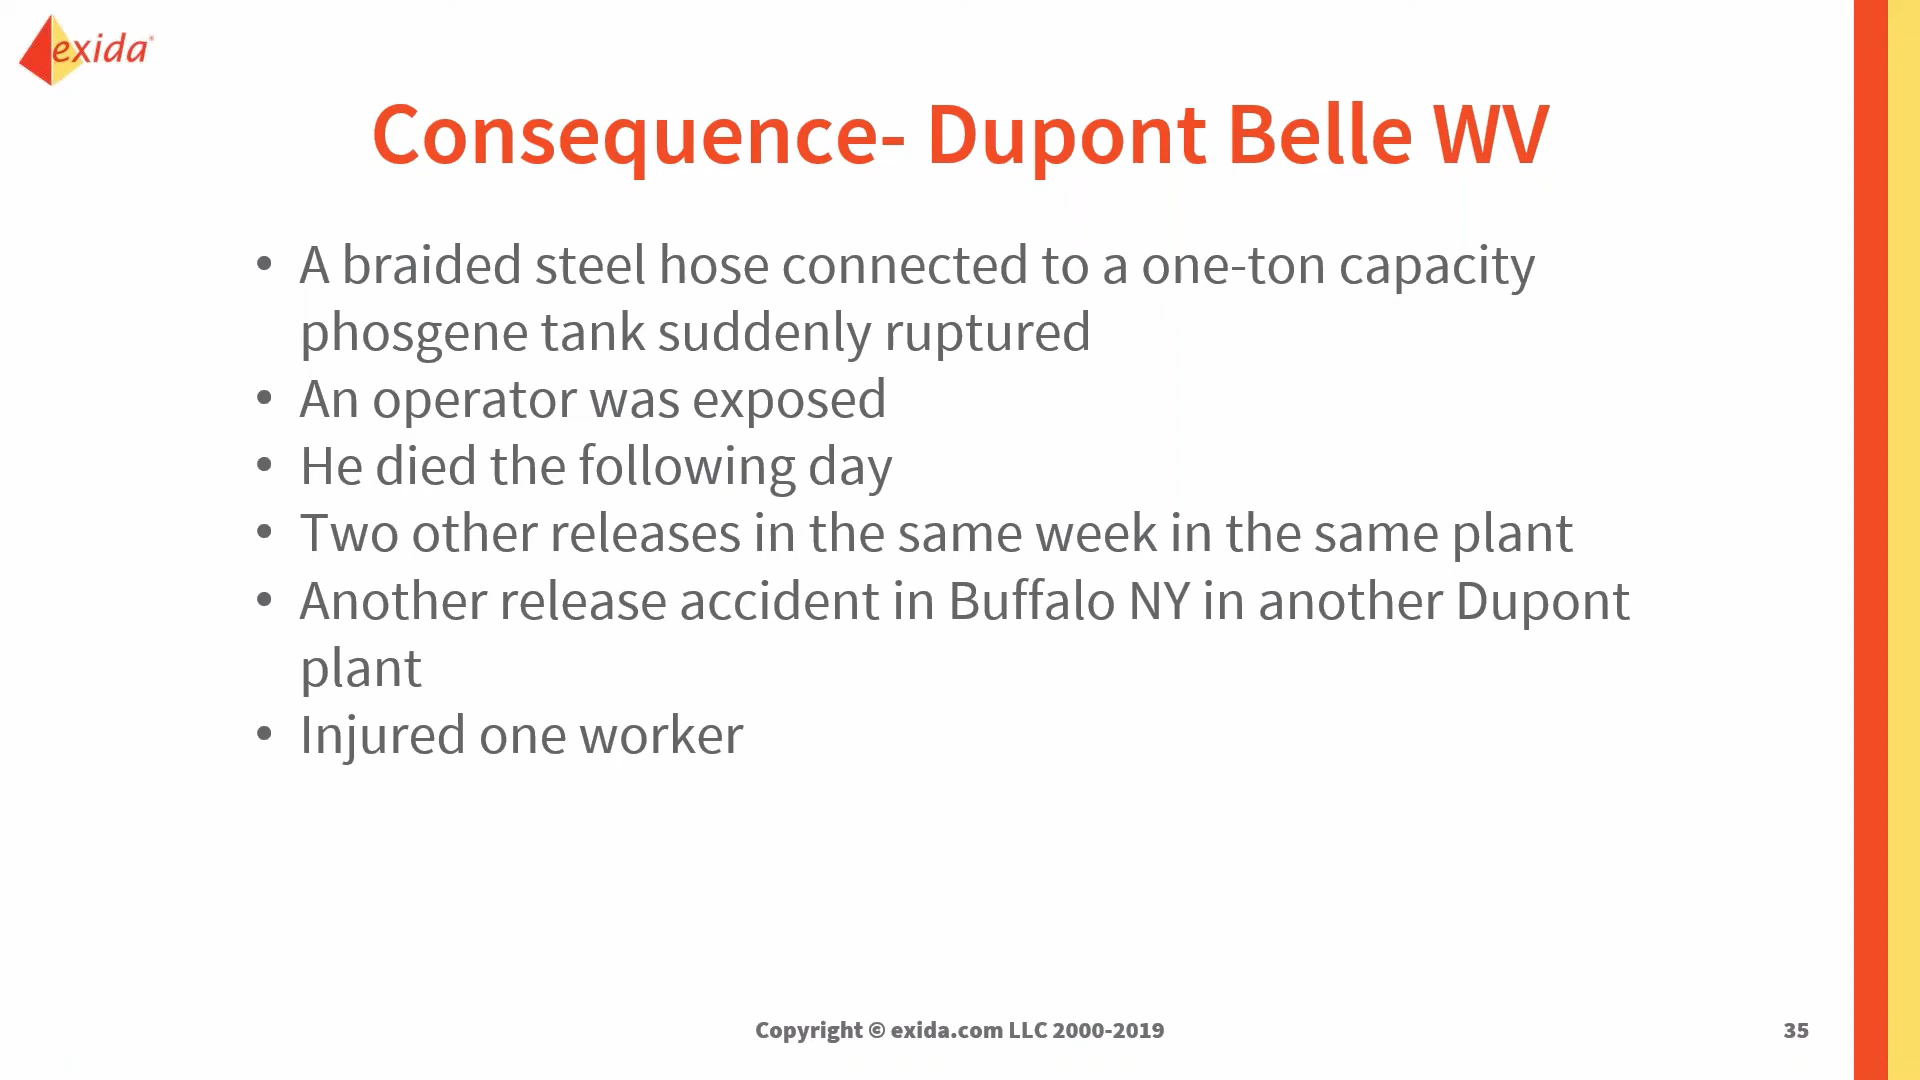 exida
Consequence- Dupont Belle WV
• A braided steel hose connected to a one-ton capacity
phosgene tank suddenly ruptured
• An operator was exposed
• He died the following day
• Two other releases in the same week in the same plant
• Another release accident in Buffalo NY in another Dupont
plant
• Injured one worker
Copyright © exida.com LLC 2000-2019
35